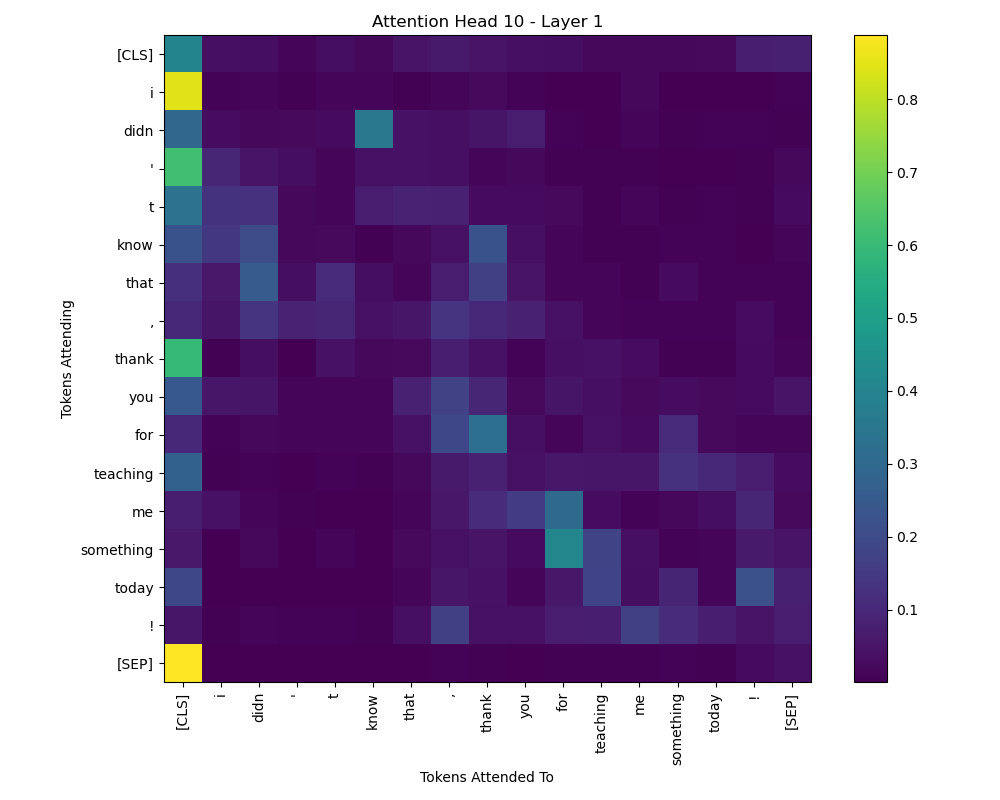 Attention Head 10 - Layer 1
Tokens Attending
[CLS]
i
didn
'
t
know
that
,
thank
you
for
teaching
me
something
today
!
[SEP]
[CLS]
i
didn
'
t
know
that
,
thank
you
for
teaching
me
something
today
!
[SEP]
Tokens Attended To
0.8
0.7
0.6
0.5
0.4
0.3
0.2
0.1